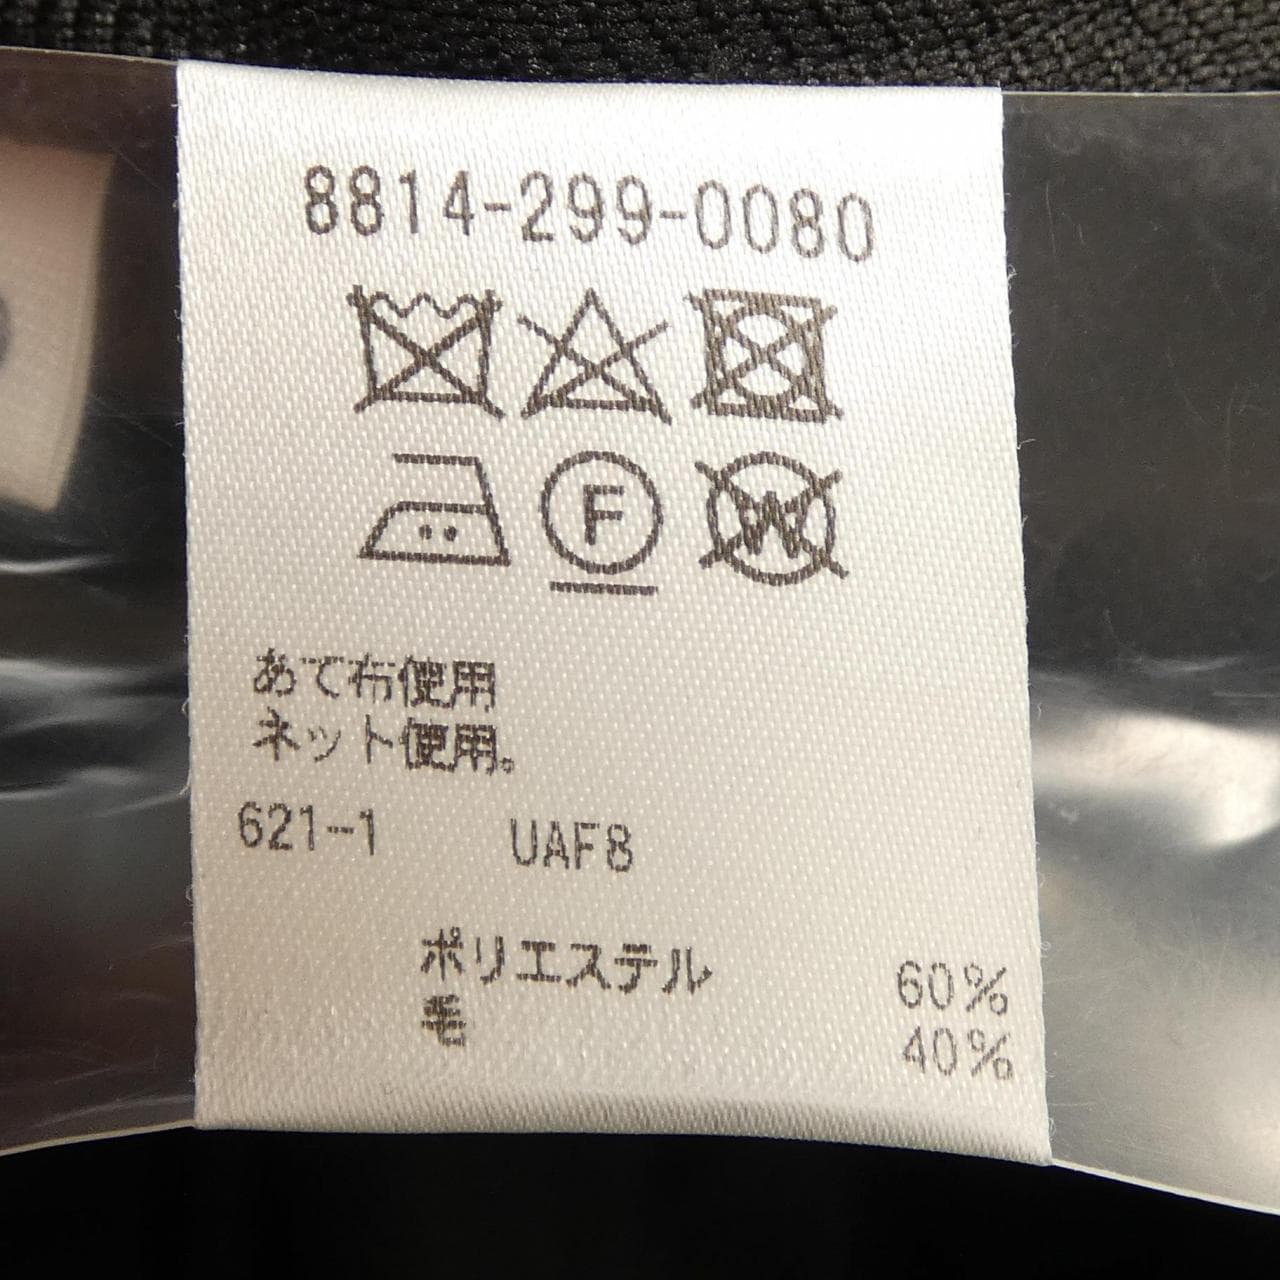 8814-299-0080
F
W
あて布使用
ネット使用。
621-1 UAF8
ポリエステル 60%
毛 40%